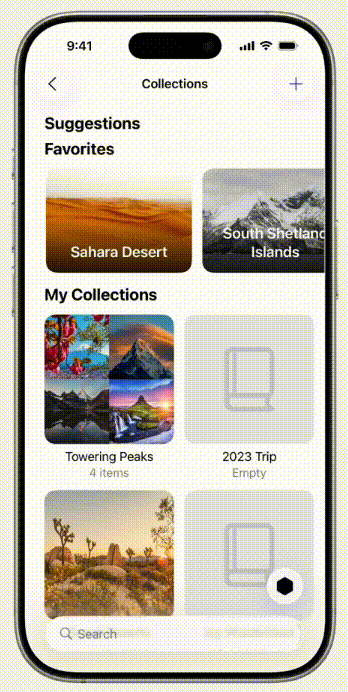 9:41
Collections
Suggestions
Favorites
Sahara Desert
South Shetland
Islands
My Collections
Towering Peaks
2023 Trip
4 items
Empty
Search